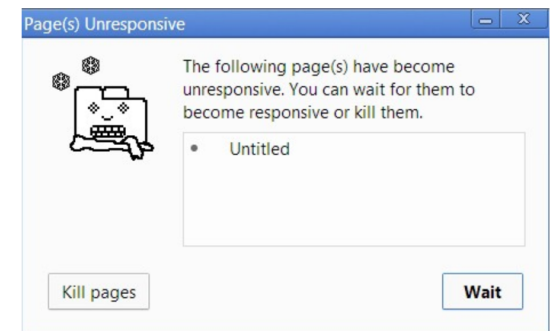 Page(s) Unresponsive
The following page(s) have become
unresponsive. You can wait for them to
become responsive or kill them.
• Untitled
Kill pages
Wait